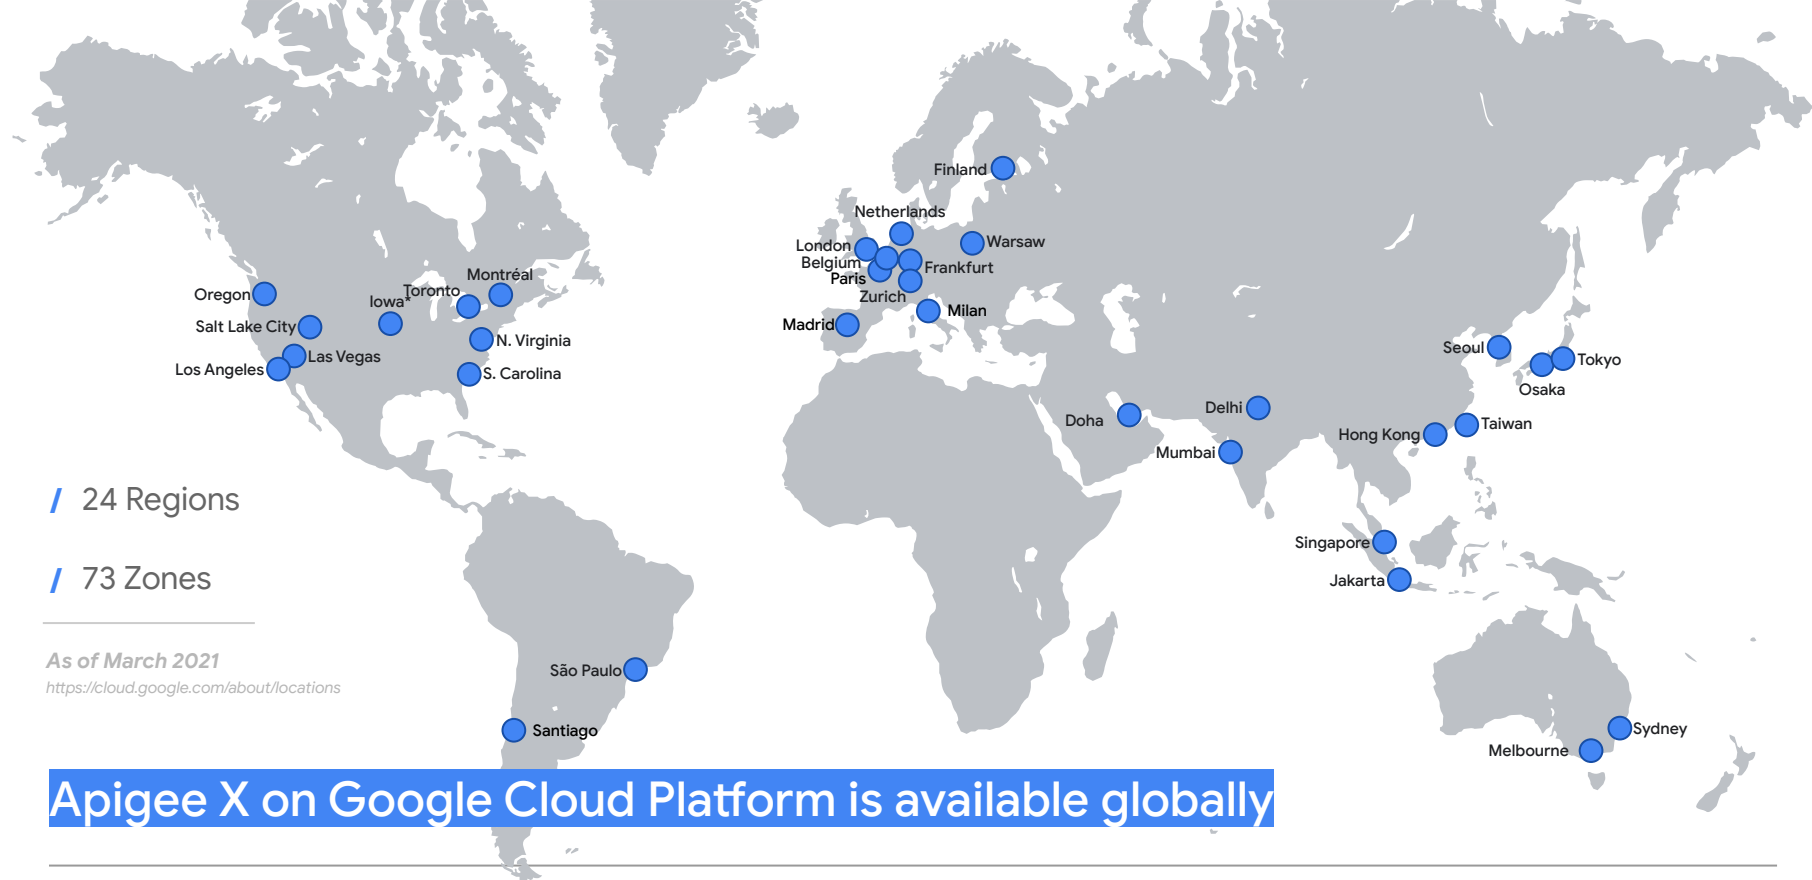 Finland
Netherlands
London
Warsaw
Belgium
Frankfurt
Paris
Montréal
Toronto
Oregon
Iowa*
Zurich
Milan
Madrid
Salt Lake City
N. Virginia
Seoul
Las Vegas
Tokyo
Los Angeles
S. Carolina
Osaka
Delhi
Doha
Taiwan
Hong Kong
Mumbai
/ 24 Regions
Singapore
/ 73 Zones
Jakarta
As of March 2021
São Paulo
https://cloud.google.com/about/locations
Santiago
Sydney
Melbourne
Apigee X on Google Cloud Platform is available globally